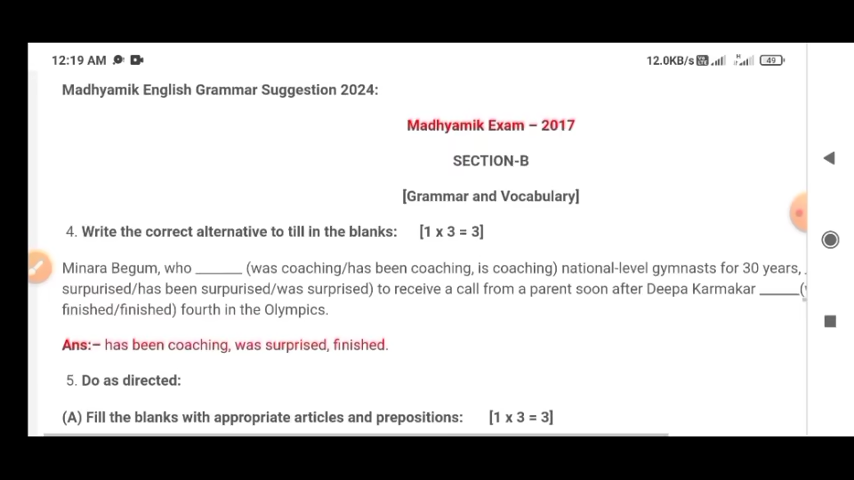 12:19 AM
12.0KB/s 49
Madhyamik English Grammar Suggestion 2024:
Madhyamik Exam – 2017
SECTION-B
[Grammar and Vocabulary]
4. Write the correct alternative to till in the blanks: [1 x 3 = 3]
Minara Begum, who ______ (was coaching/has been coaching, is coaching) national-level gymnasts for 30 years,
surpurised/has been surpurised/was surprised) to receive a call from a parent soon after Deepa Karmakar _____(
finished/finished) fourth in the Olympics.
Ans:– has been coaching, was surprised, finished.
5. Do as directed:
(A) Fill the blanks with appropriate articles and prepositions: [1 x 3 = 3]